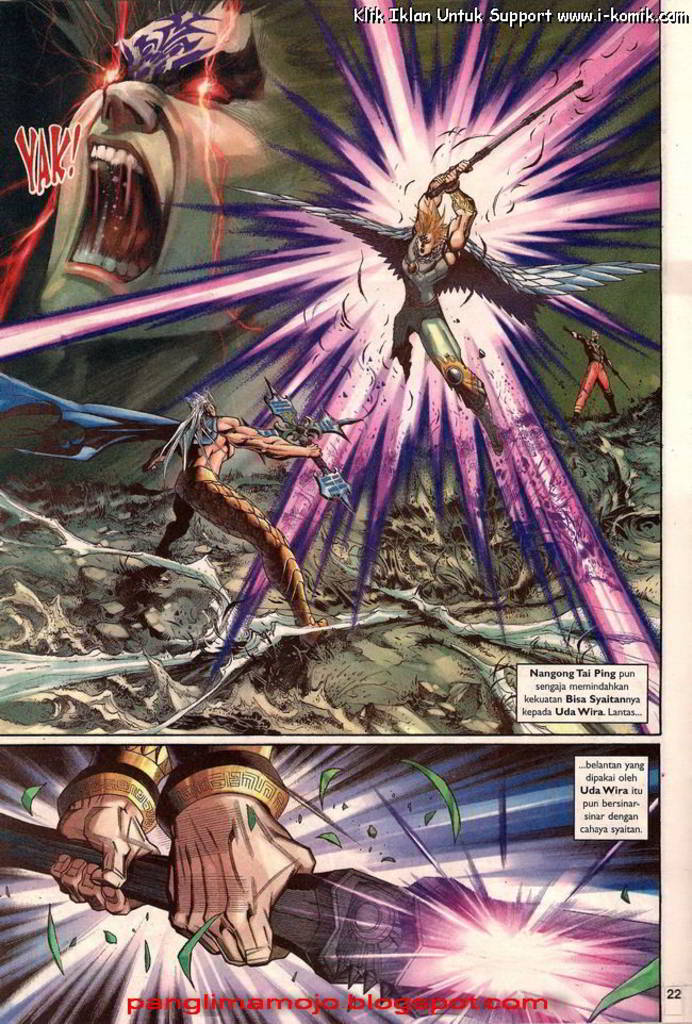 Klik Iklan Untuk Support www.i-komik.com
YAK!
Nangong Tai Ping pun
sengaja memindahkan
kekuatan Bisa Syaitannya
kepada Uda Wira. Lantas...
...belantan yang
dipakai oleh
Uda Wira itu
pun bersinar-
sinar dengan
cahaya syaitan.
22
panglimamojo.blogspot.com